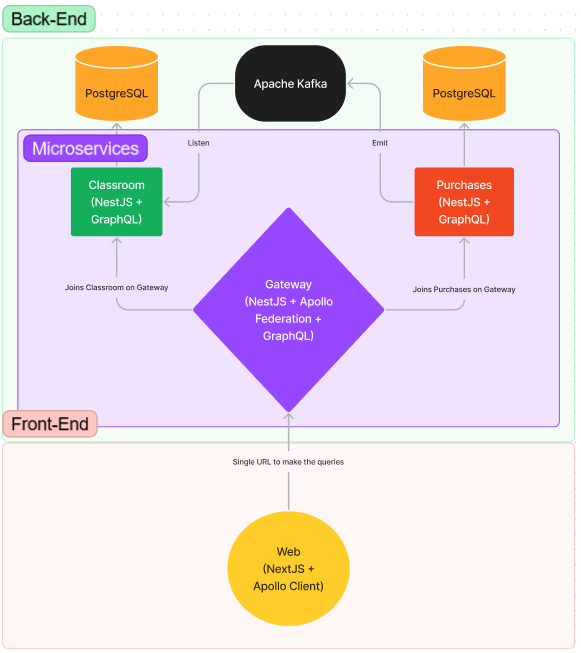 Back-End
PostgreSQL
Apache Kafka
PostgreSQL
Listen
Emit
Microservices
Classroom
(NestJS +
GraphQL)
Purchases
(NestJS +
GraphQL)
Gateway
(NestJS + Apollo
Federation +
GraphQL)
Joins Classroom on Gateway
Joins Purchases on Gateway
Front-End
Single URL to make the queries
Web
(NextJS +
Apollo Client)